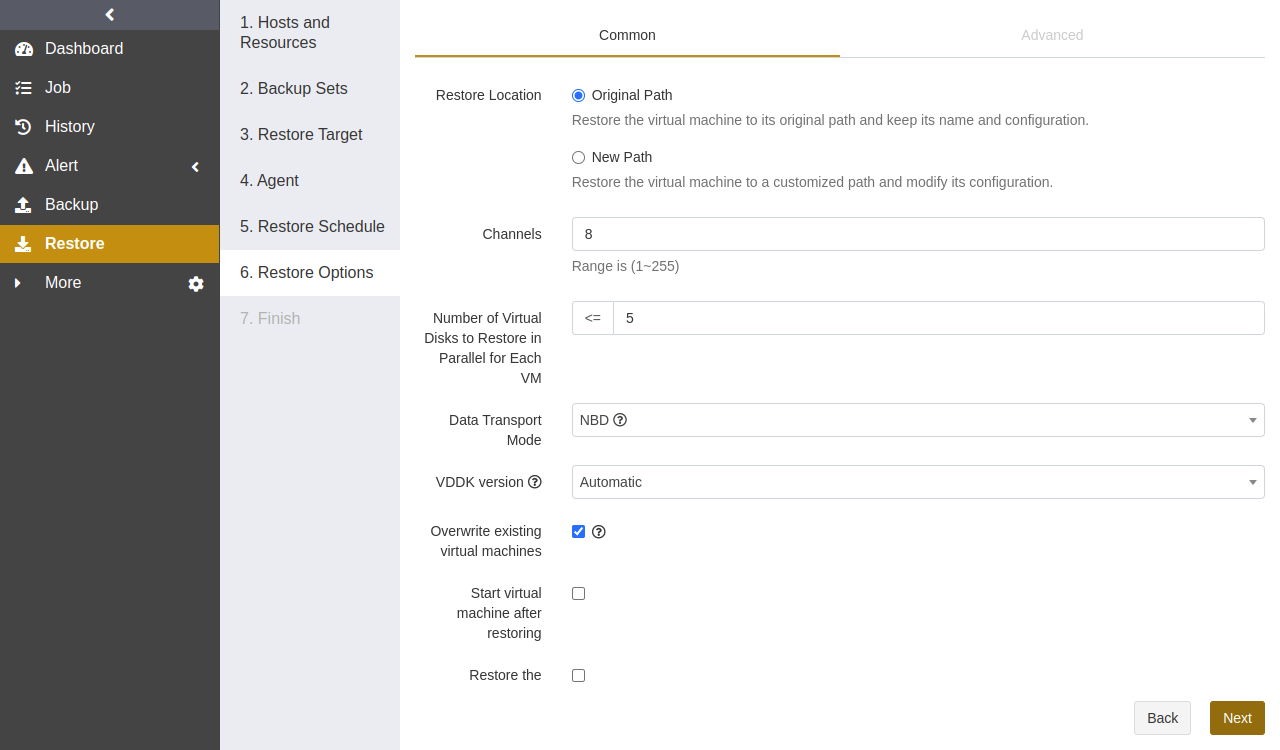 Dashboard
Job
History
Alert
Backup
Restore
More
1. Hosts and
Resources
2. Backup Sets
3. Restore Target
4. Agent
5. Restore Schedule
6. Restore Options
7. Finish
Common
Advanced
Restore Location
Original Path
Restore the virtual machine to its original path and keep its name and configuration.
New Path
Restore the virtual machine to a customized path and modify its configuration.
Channels
8
Range is (1~255)
Number of Virtual
Disks to Restore in
Parallel for Each
VM
<= 5
Data Transport
Mode
NBD
VDDK version
Automatic
Overwrite existing
virtual machines
Start virtual
machine after
restoring
Restore the
Back
Next